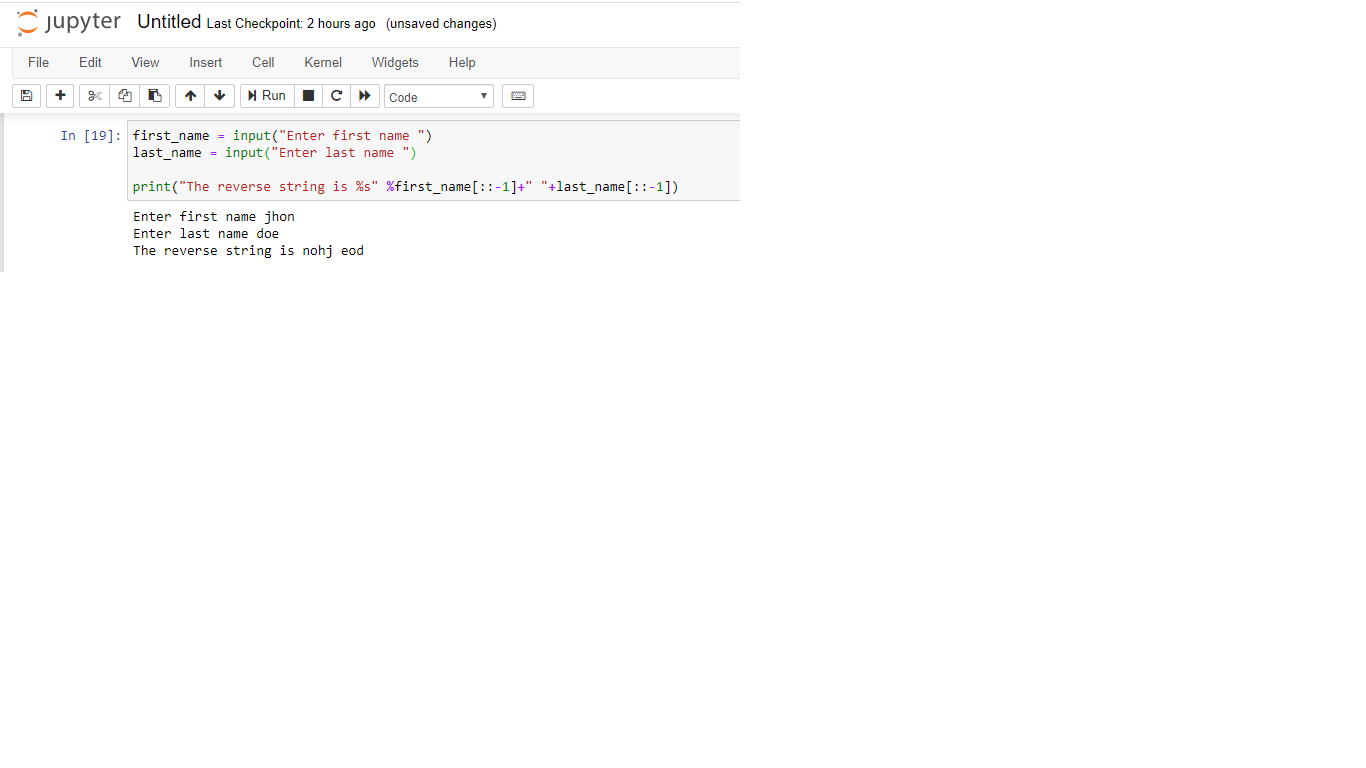 jupyter Untitled Last Checkpoint: 2 hours ago (unsaved changes)
File Edit View Insert Cell Kernel Widgets Help
Run Code
In [19]: first_name = input("Enter first name ")
last_name = input("Enter last name ")
print("The reverse string is %s" %first_name[::-1]+" "+last_name[::-1])
Enter first name jhon
Enter last name doe
The reverse string is nohj eod